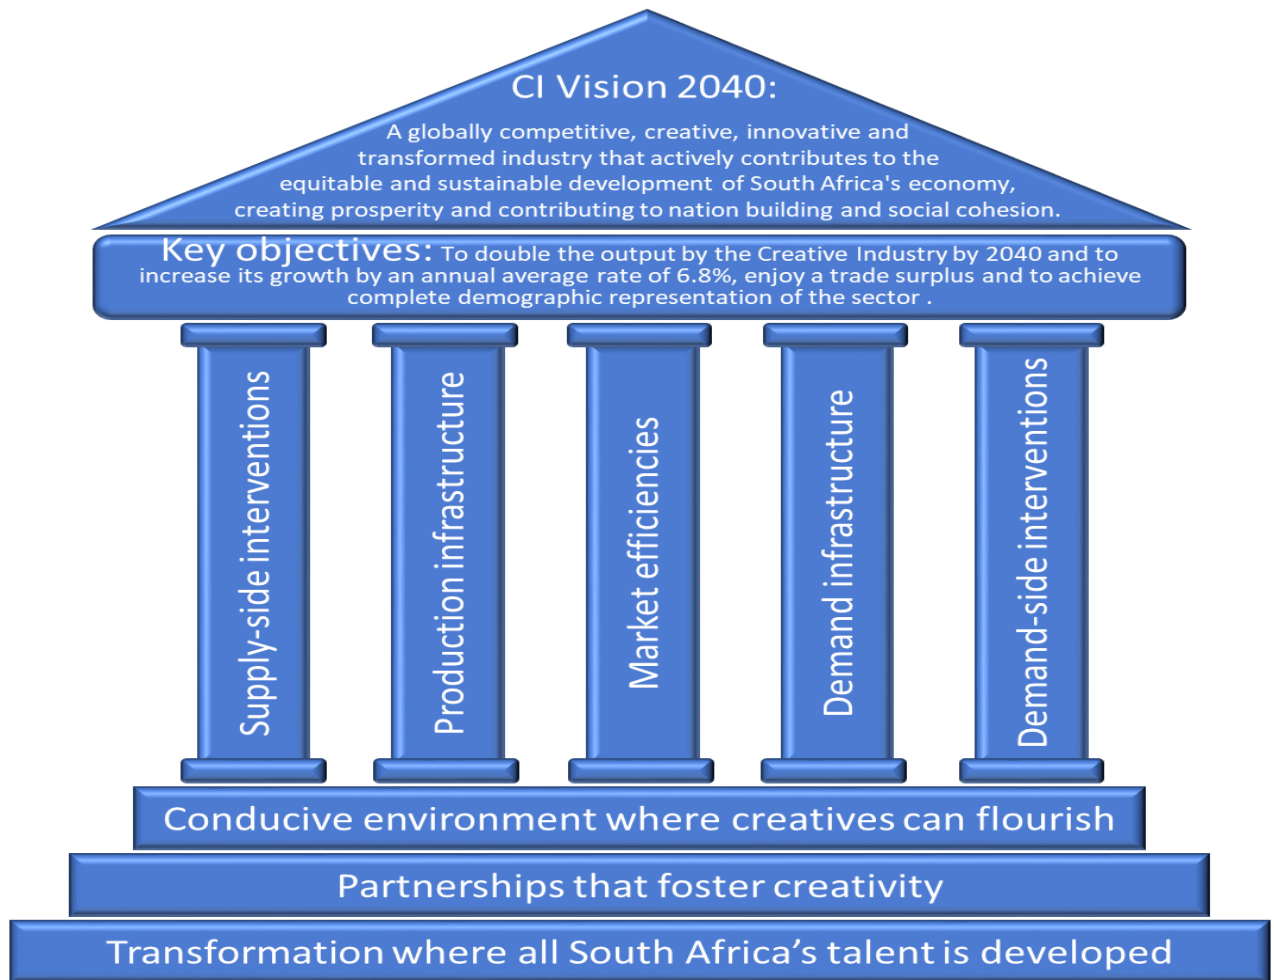 CI Vision 2040:
A globally competitive, creative, innovative and
transformed industry that actively contributes to the
equitable and sustainable development of South Africa's economy,
creating prosperity and contributing to nation building and social cohesion.
Key objectives: To double the output by the Creative Industry by 2040 and to
increase its growth by an annual average rate of 6.8%, enjoy a trade surplus and to achieve
complete demographic representation of the sector .
Supply-side interventions
Production infrastructure
Market efficiencies
Demand infrastructure
Demand-side interventions
Conducive environment where creatives can flourish
Partnerships that foster creativity
Transformation where all South Africa’s talent is developed